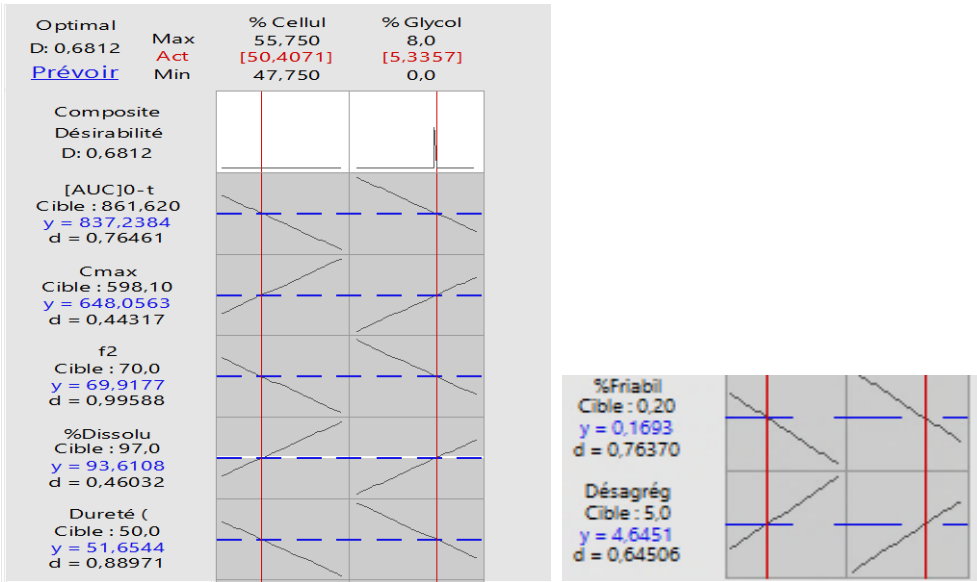 Optimal % Cellul % Glycol
D: 0,6812 Max 55,750 8,0
Act [50,4071] [5,3357]
Prévoir Min 47,750 0,0
Composite
Désirabilité
D: 0,6812
[AUC]0-t
Cible : 861,620
y = 837,2384
d = 0,76461
Cmax
Cible : 598,10
y = 648,0563
d = 0,44317
f2
Cible : 70,0
y = 69,9177
d = 0,99588
%Dissolu
Cible : 97,0
y = 93,6108
d = 0,46032
Dureté (
Cible : 50,0
y = 51,6544
d = 0,88971
%Friabil
Cible : 0,20
y = 0,1693
d = 0,76370
Désagrég
Cible : 5,0
y = 4,6451
d = 0,64506